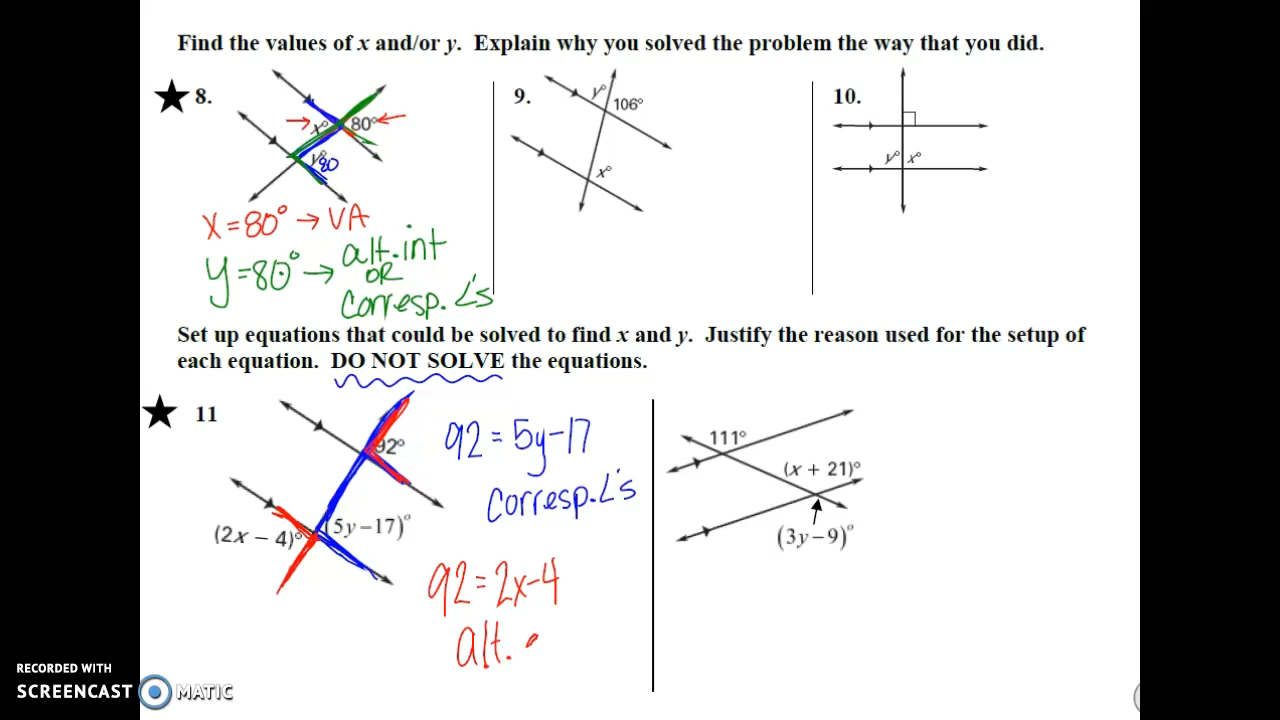 Find the values of x and/or y. Explain why you solved the problem the way that you did.
★ 8.
x°
80°
y°
80
x = 80° → VA
y = 80° → alt. int
OR
Corresp. ∠'s
9.
y°
106°
x°
10.
y° x°
Set up equations that could be solved to find x and y. Justify the reason used for the setup of
each equation. DO NOT SOLVE the equations.
★ 11
92°
(2x – 4)°
(5y – 17)°
92 = 5y – 17
Corresp. ∠'s
92 = 2x – 4
alt.
111°
(x + 21)°
(3y – 9)°
RECORDED WITH
SCREENCAST MATIC